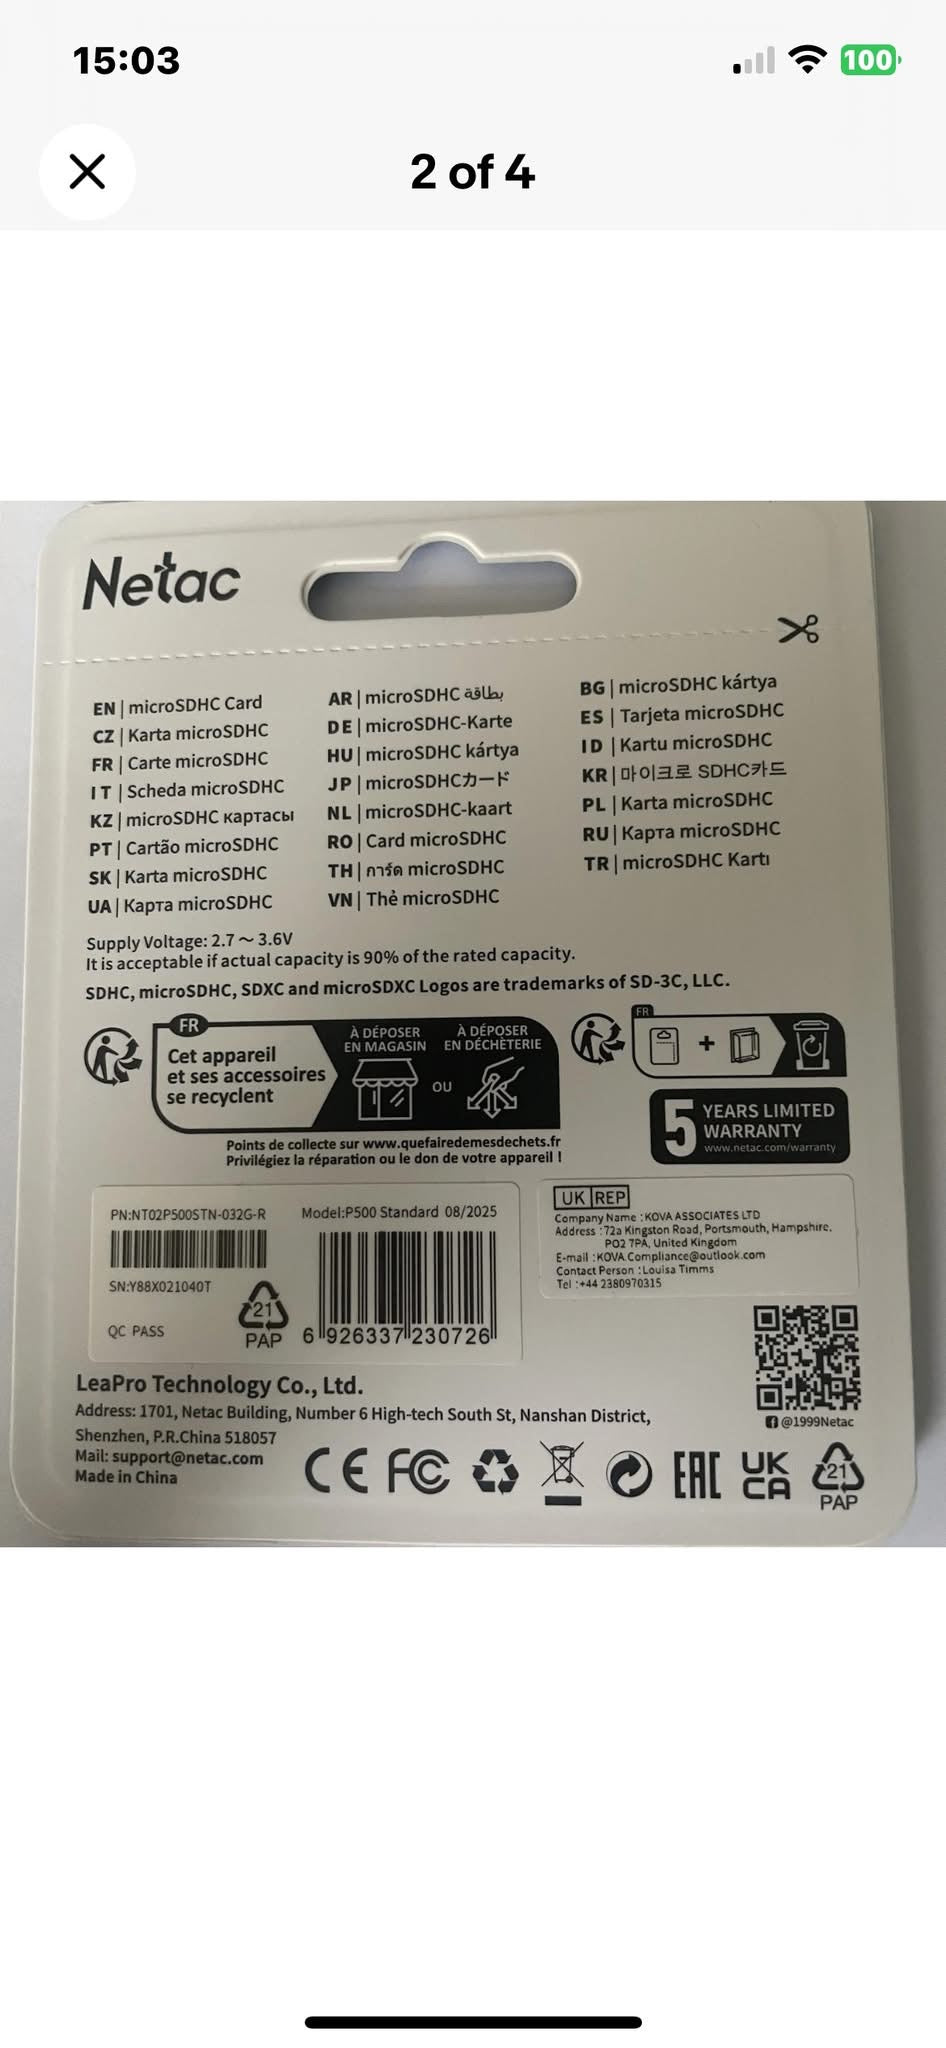 15:03
100
2 of 4
Netac
EN | microSDHC Card
CZ | Karta microSDHC
FR | Carte microSDHC
IT | Scheda microSDHC
KZ | microSDHC картасы
PT | Cartão microSDHC
SK | Karta microSDHC
UA | Карта microSDHC
AR | microSDHC بطاقة
DE | microSDHC-Karte
HU | microSDHC kártya
JP | microSDHCカード
NL | microSDHC-kaart
RO | Card microSDHC
TH | การ์ด microSDHC
VN | Thẻ microSDHC
BG | microSDHC kártya
ES | Tarjeta microSDHC
ID | Kartu microSDHC
KR | 마이크로 SDHC카드
PL | Karta microSDHC
RU | Карта microSDHC
TR | microSDHC Kartı
Supply Voltage: 2.7～3.6V
It is acceptable if actual capacity is 90% of the rated capacity.
SDHC, microSDHC, SDXC and microSDXC Logos are trademarks of SD-3C, LLC.
FR
Cet appareil
et ses accessoires
se recyclent
À DÉPOSER
EN MAGASIN
OU
À DÉPOSER
EN DÉCHÈTERIE
Points de collecte sur www.quefairedemesdechets.fr
Privilégiez la réparation ou le don de votre appareil !
FR
+
5 YEARS LIMITED
WARRANTY
www.netac.com/warranty
PN:NT02P500STN-032G-R
Model:P500 Standard 08/2025
SN:Y88X021040T
QC PASS
21
PAP
6 926337 230726
UK REP
Company Name :KOVA ASSOCIATES LTD
Address :72a Kingston Road, Portsmouth, Hampshire.
PO2 7PA, United Kingdom
E-mail :KOVA.Compliance@outlook.com
Contact Person :Louisa Timms
Tel :+44 2380970315
@1999Netac
LeaPro Technology Co., Ltd.
Address: 1701, Netac Building, Number 6 High-tech South St, Nanshan District,
Shenzhen, P.R.China 518057
Mail: support@netac.com
Made in China
CE FC EAC UK
CA
21
PAP